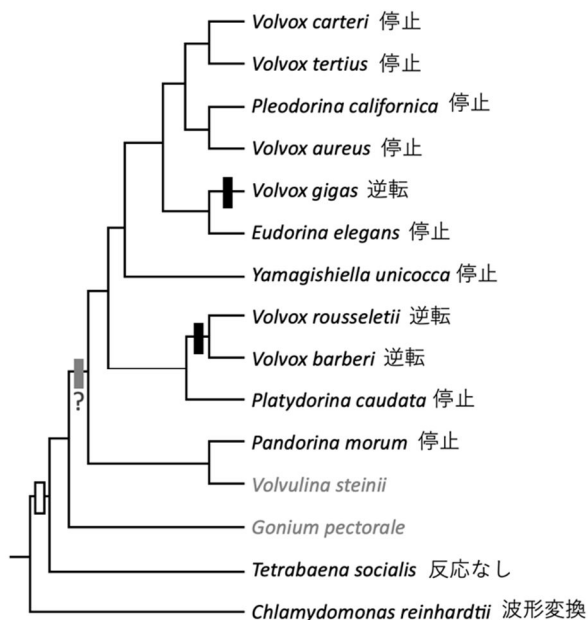 Volvox carteri 停止
Volvox tertius 停止
Pleodorina californica 停止
Volvox aureus 停止
Volvox gigas 逆転
Eudorina elegans 停止
Yamagishiella unicocca 停止
Volvox rousseletii 逆転
Volvox barberi 逆転
?
Platydorina caudata 停止
Pandorina morum 停止
Volvulina steinii
Gonium pectorale
Tetrabaena socialis 反応なし
Chlamydomonas reinhardtii 波形変換